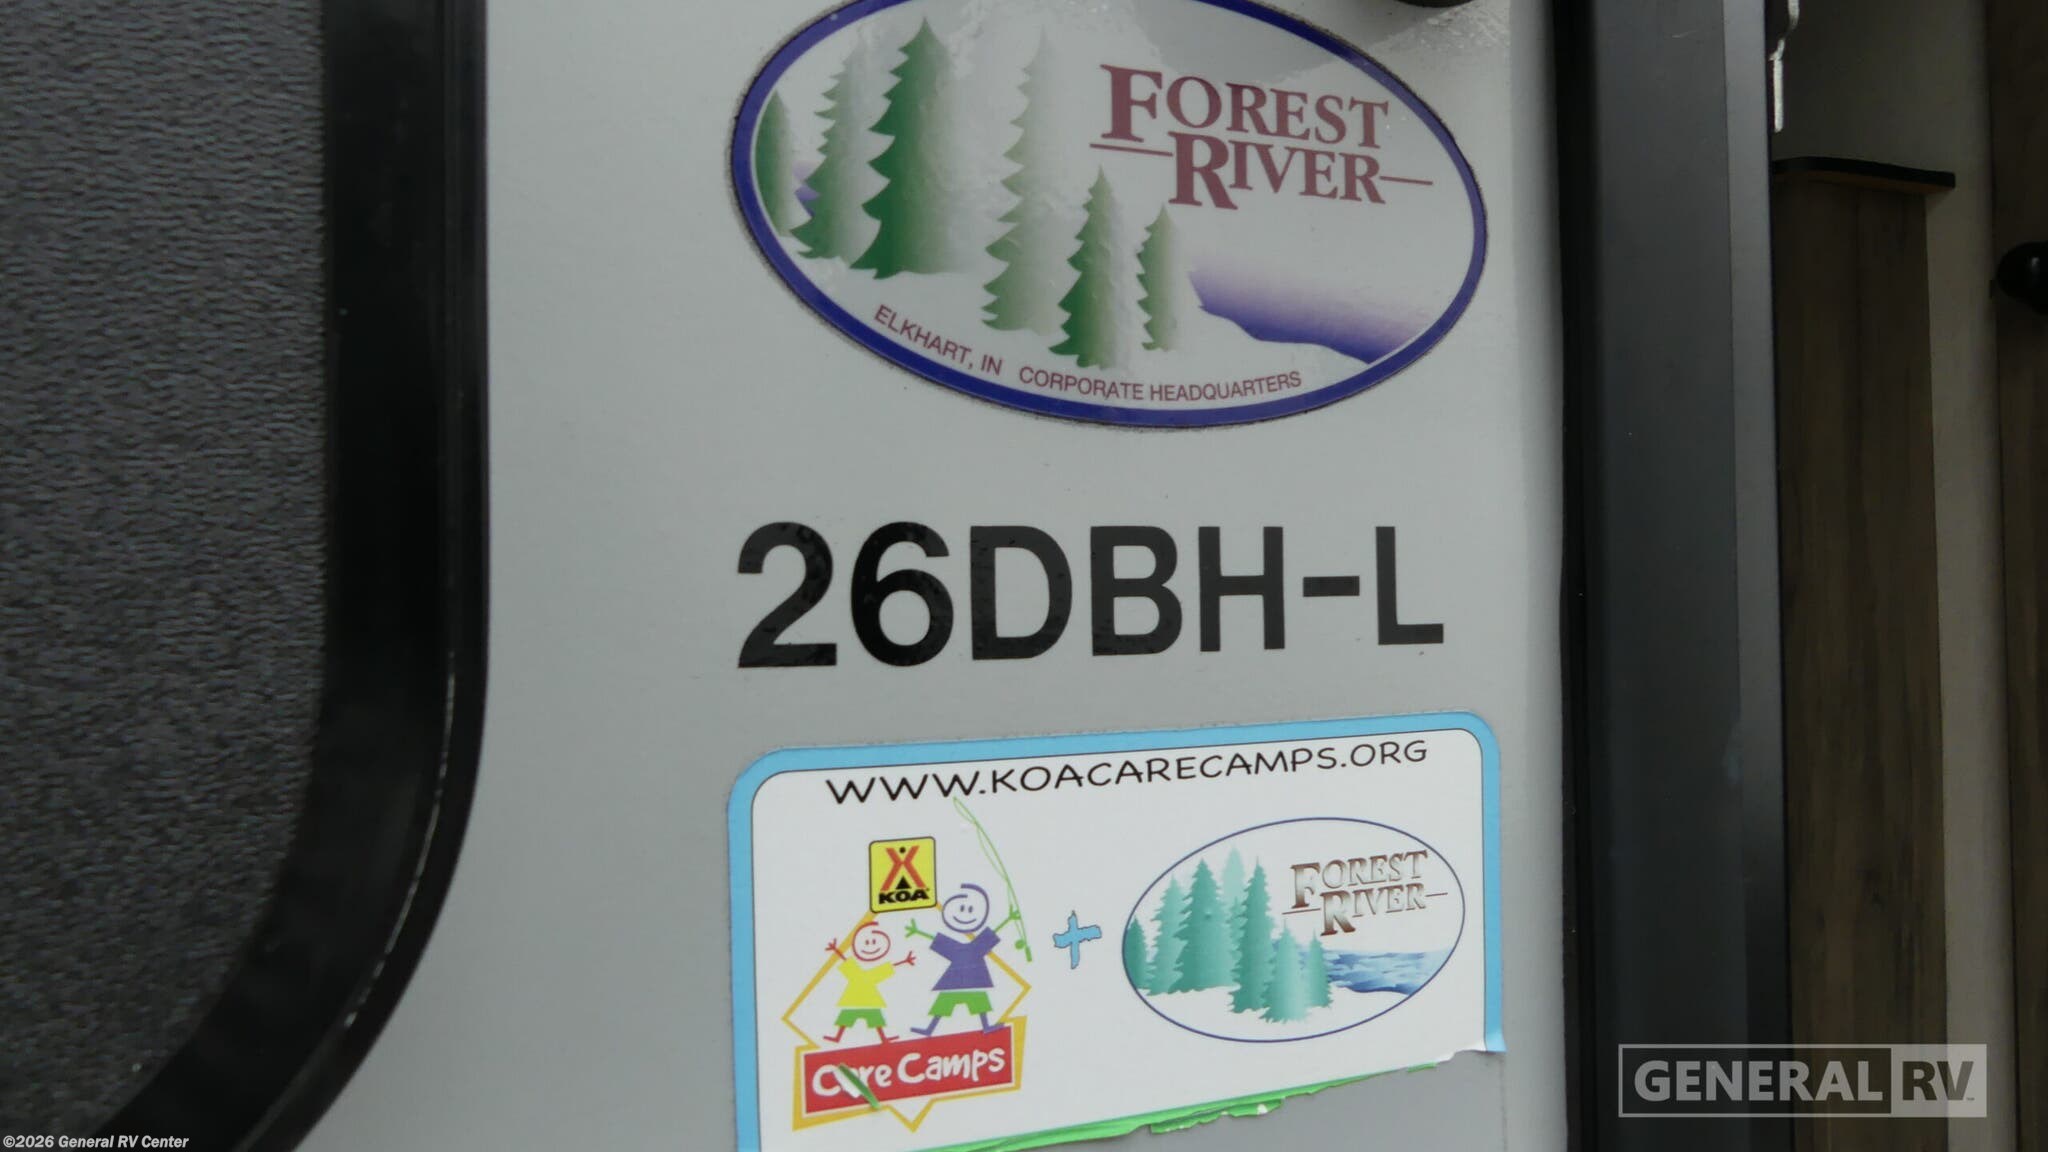 FOREST
RIVER
ELKHART, IN CORPORATE HEADQUARTERS
26DBH-L
WWW.KOACARECAMPS.ORG
KOA
+
FOREST
RIVER
Care Camps
GENERAL RV
©2026 General RV Center